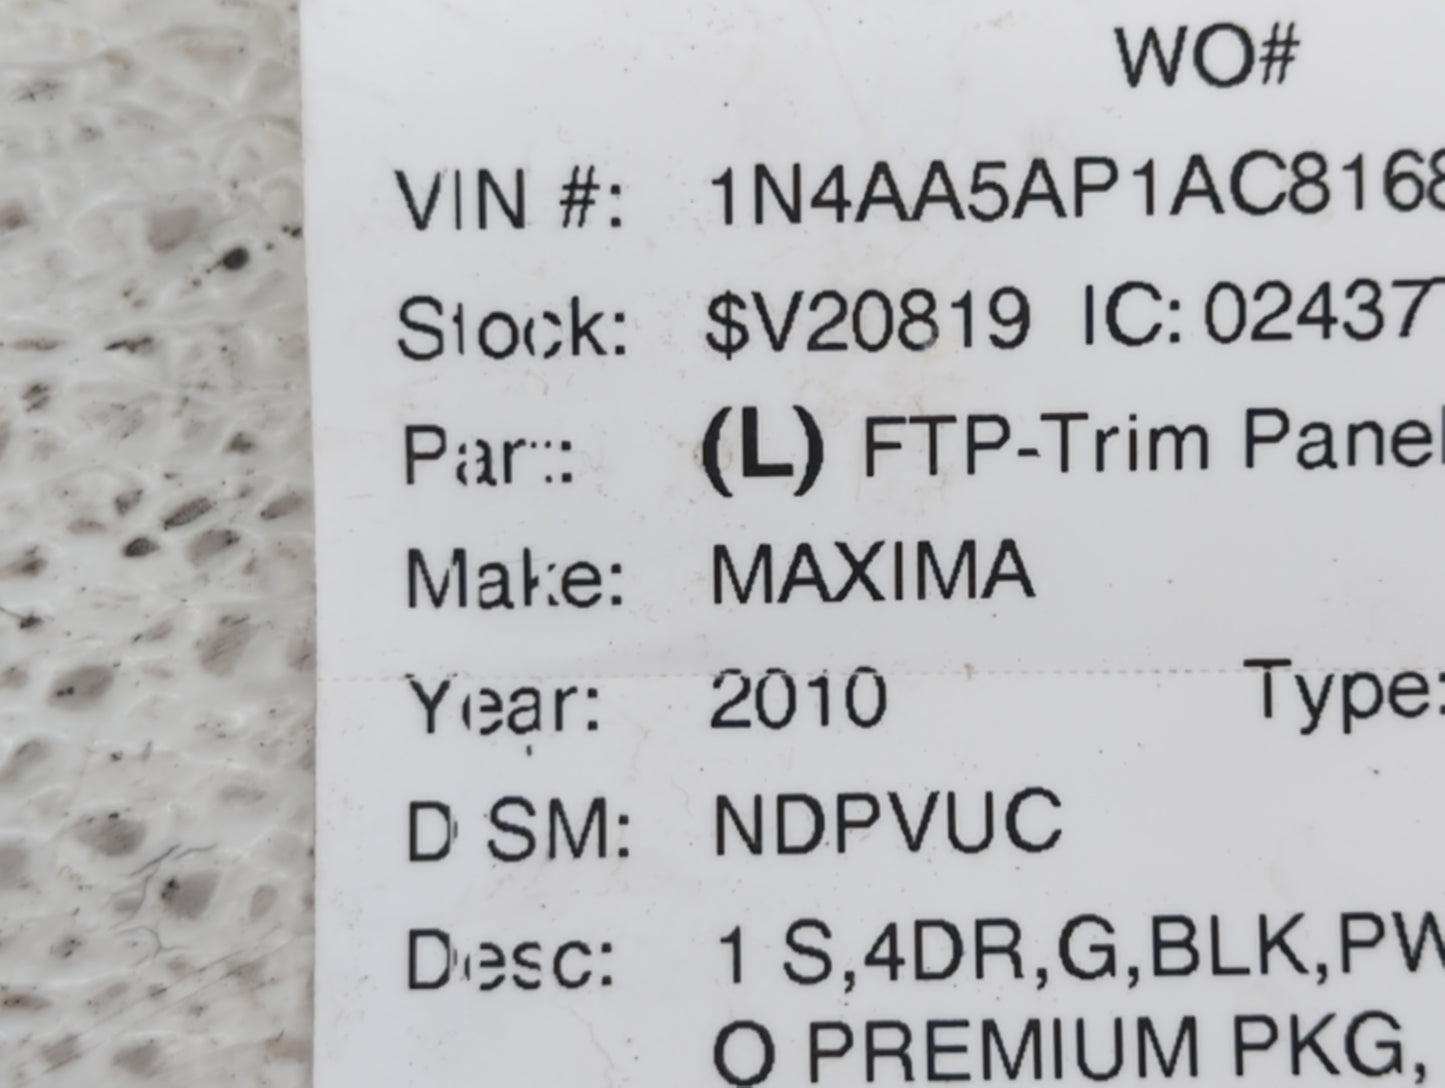 WO#
VIN #: 1N4AA5AP1AC8168
Stock: $V20819 IC: 02437
Part: (L) FTP-Trim Panel
Make: MAXIMA
Year: 2010 Type:
D SM: NDPVUC
Desc: 1 S,4DR,G,BLK,PW
O PREMIUM PKG,